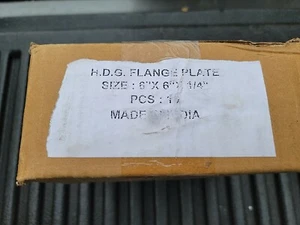 H.D.G. FLANGE PLATE
SIZE : 6"X 6"X 1/4"
PCS :
MADE